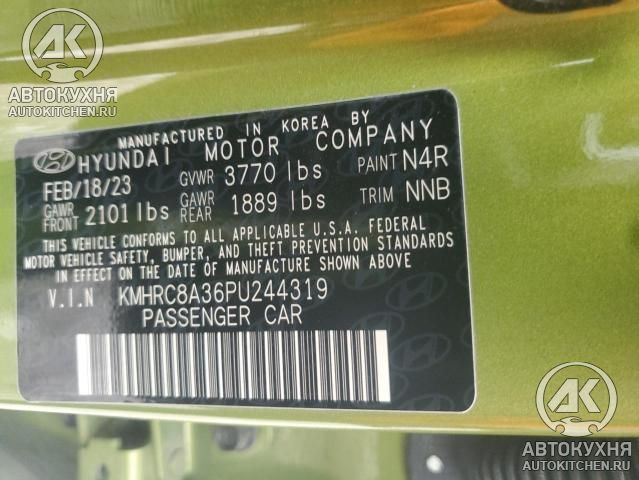 АК
АВТОКУХНЯ
AUTOKITCHEN.RU
MANUFACTURED IN KOREA BY
HYUNDAI MOTOR COMPANY
FEB/18/23 GVWR 3770 lbs PAINT N4R
GAWR FRONT 2101 lbs GAWR REAR 1889 lbs TRIM NNB
THIS VEHICLE CONFORMS TO ALL APPLICABLE U.S.A. FEDERAL
MOTOR VEHICLE SAFETY, BUMPER, AND THEFT PREVENTION STANDARDS
IN EFFECT ON THE DATE OF MANUFACTURE SHOWN ABOVE.
V.I.N KMHRC8A36PU244319
PASSENGER CAR
АК
АВТОКУХНЯ
AUTOKITCHEN.RU